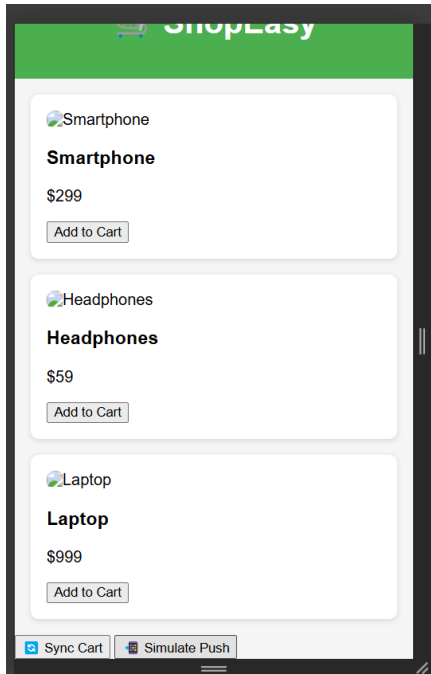 🛒 ShopEasy
Smartphone
Smartphone
$299
Add to Cart
Headphones
Headphones
$59
Add to Cart
Laptop
Laptop
$999
Add to Cart
🔄 Sync Cart 📲 Simulate Push